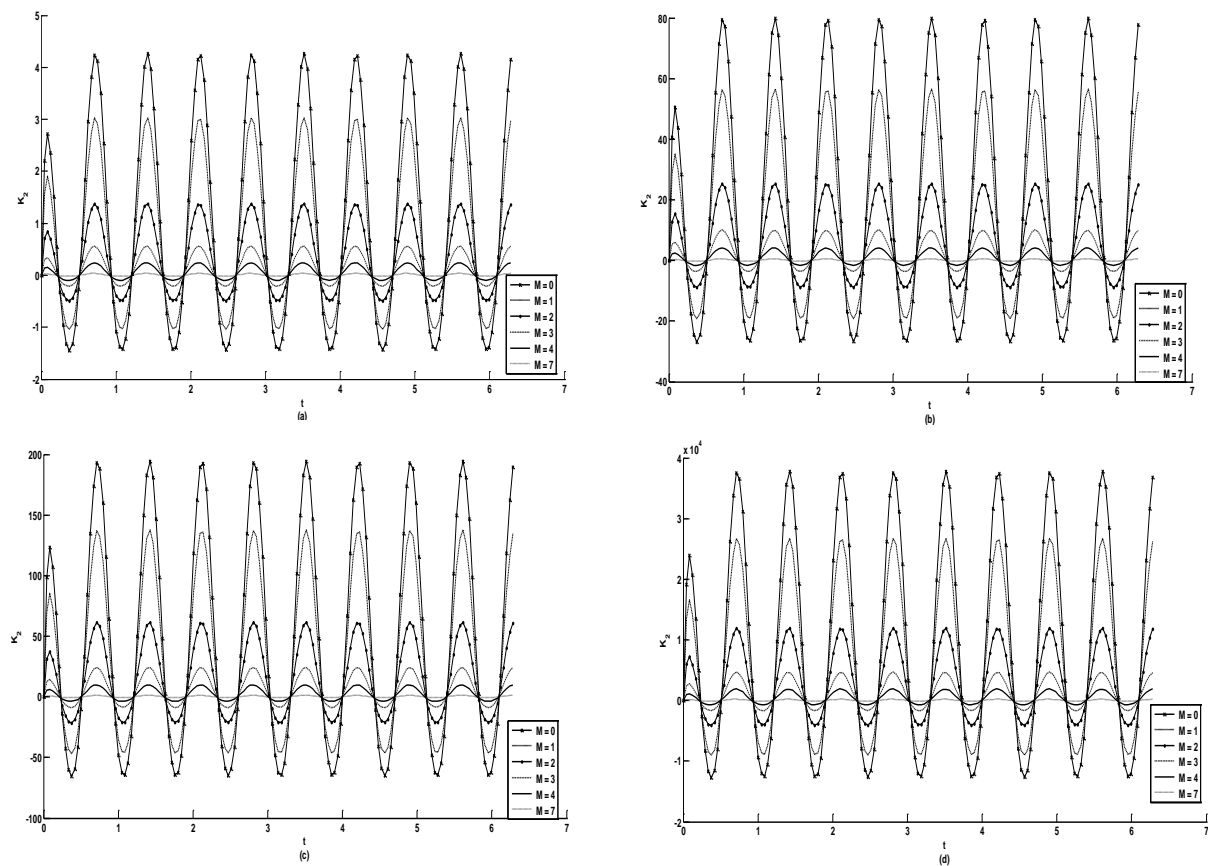 5
4
3
2
1
0
-1
-2
K₂
0 1 2 3 4 5 6 7
t
(a)
M = 0
M = 1
M = 2
M = 3
M = 4
M = 7
80
60
40
20
0
-20
-40
K₂
0 1 2 3 4 5 6 7
t
(b)
M = 0
M = 1
M = 2
M = 3
M = 4
M = 7
200
150
100
50
0
-50
-100
K₂
0 1 2 3 4 5 6 7
t
(c)
M = 0
M = 1
M = 2
M = 3
M = 4
M = 7
x 10⁴
4
3
2
1
0
-1
-2
K₂
0 1 2 3 4 5 6 7
t
(d)
M = 0
M = 1
M = 2
M = 3
M = 4
M = 7